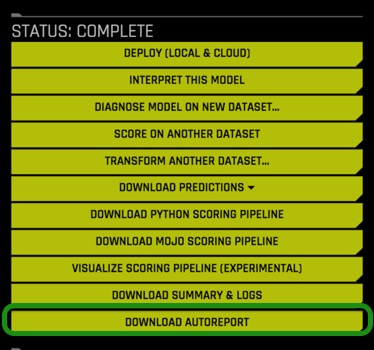 STATUS: COMPLETE
DEPLOY (LOCAL & CLOUD)
INTERPRET THIS MODEL
DIAGNOSE MODEL ON NEW DATASET...
SCORE ON ANOTHER DATASET
TRANSFORM ANOTHER DATASET...
DOWNLOAD PREDICTIONS
DOWNLOAD PYTHON SCORING PIPELINE
DOWNLOAD MOJO SCORING PIPELINE
VISUALIZE SCORING PIPELINE (EXPERIMENTAL)
DOWNLOAD SUMMARY & LOGS
DOWNLOAD AUTOREPORT